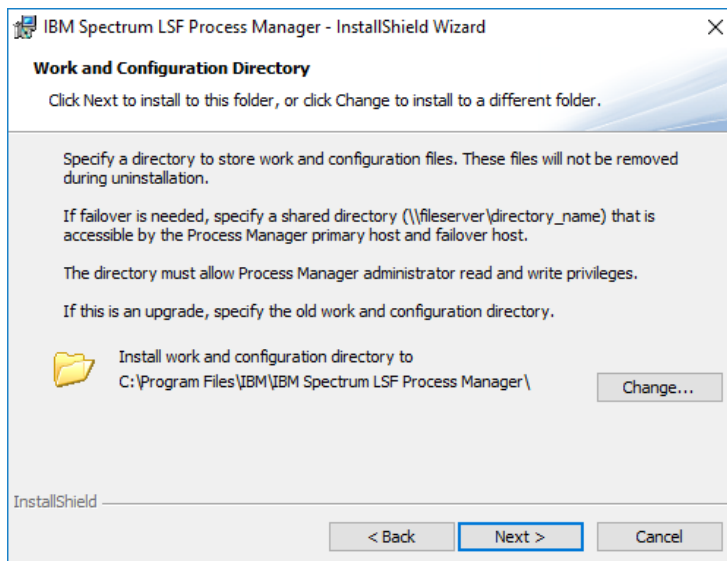 IBM Spectrum LSF Process Manager - InstallShield Wizard
Work and Configuration Directory
Click Next to install to this folder, or click Change to install to a different folder.
Specify a directory to store work and configuration files. These files will not be removed
during uninstallation.
If failover is needed, specify a shared directory (\\fileserver\directory_name) that is
accessible by the Process Manager primary host and failover host.
The directory must allow Process Manager administrator read and write privileges.
If this is an upgrade, specify the old work and configuration directory.
Install work and configuration directory to
C:\Program Files\IBM\IBM Spectrum LSF Process Manager\
Change...
InstallShield
< Back
Next >
Cancel